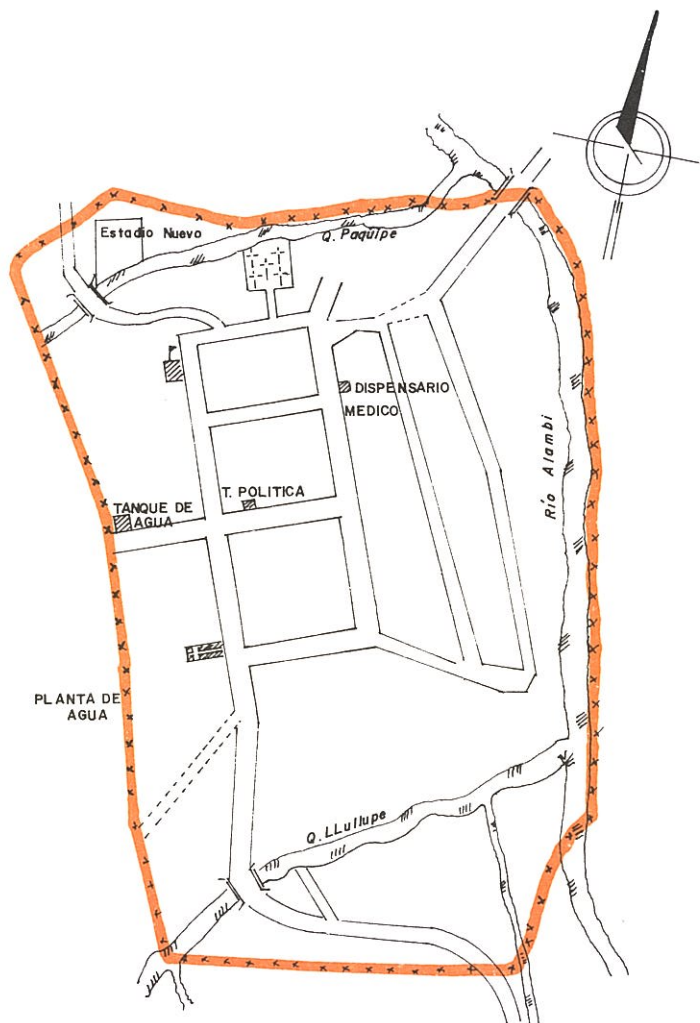 Estadio Nuevo
Q. Paquipe
DISPENSARIO
MEDICO
Río Alambi
T. POLITICA
TANQUE DE
AGUA
PLANTA DE
AGUA
Q. LLullupe